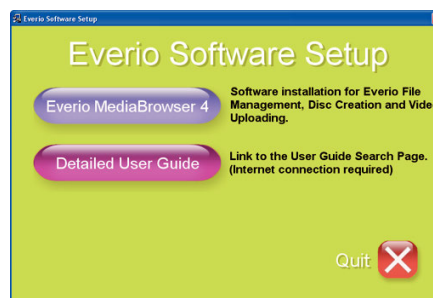 Everio Software Setup
Everio Software Setup
Everio MediaBrowser 4
Software installation for Everio File
Management, Disc Creation and Vide
Uploading.
Detailed User Guide
Link to the User Guide Search Page.
(Internet connection required)
Quit